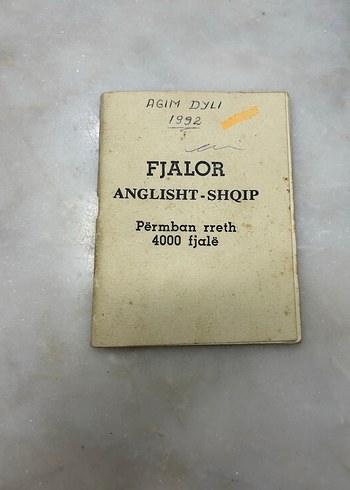 AGIM DYLI
1992
FJALOR
ANGLISHT-SHQIP
Përmban rreth
4000 fjalë